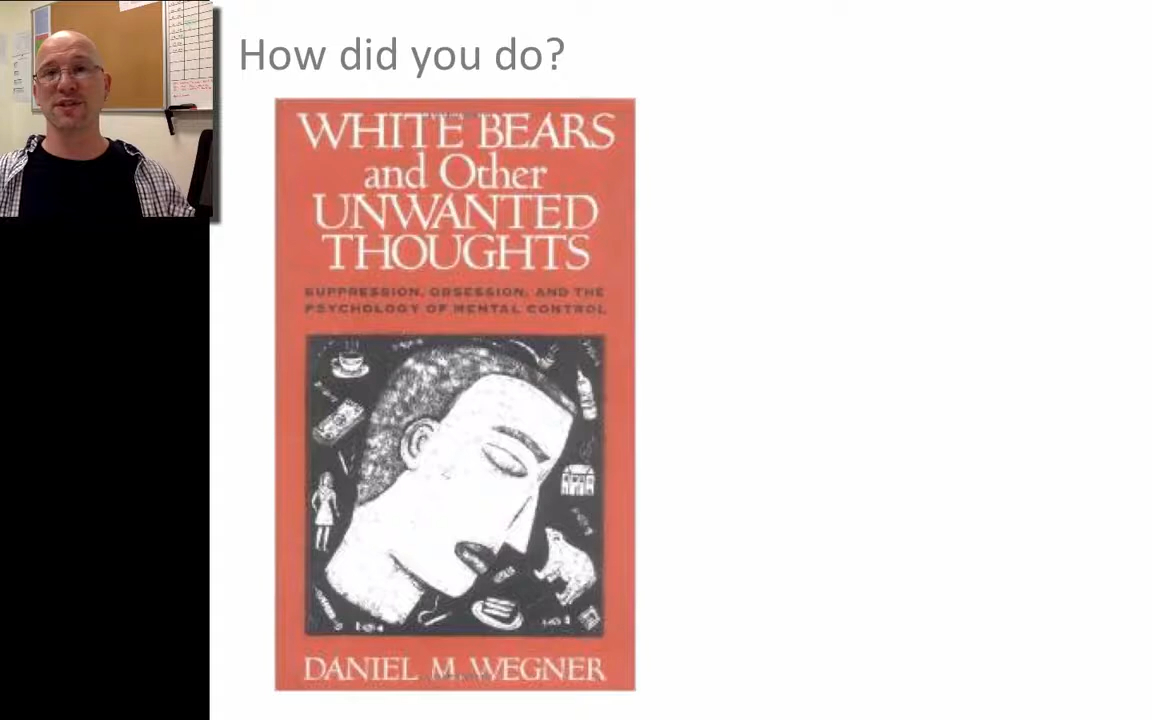 How did you do?
WHITE BEARS
and Other
UNWANTED
THOUGHTS
SUPPRESSION, OBSESSION, AND THE
PSYCHOLOGY OF MENTAL CONTROL
DANIEL M. WEGNER